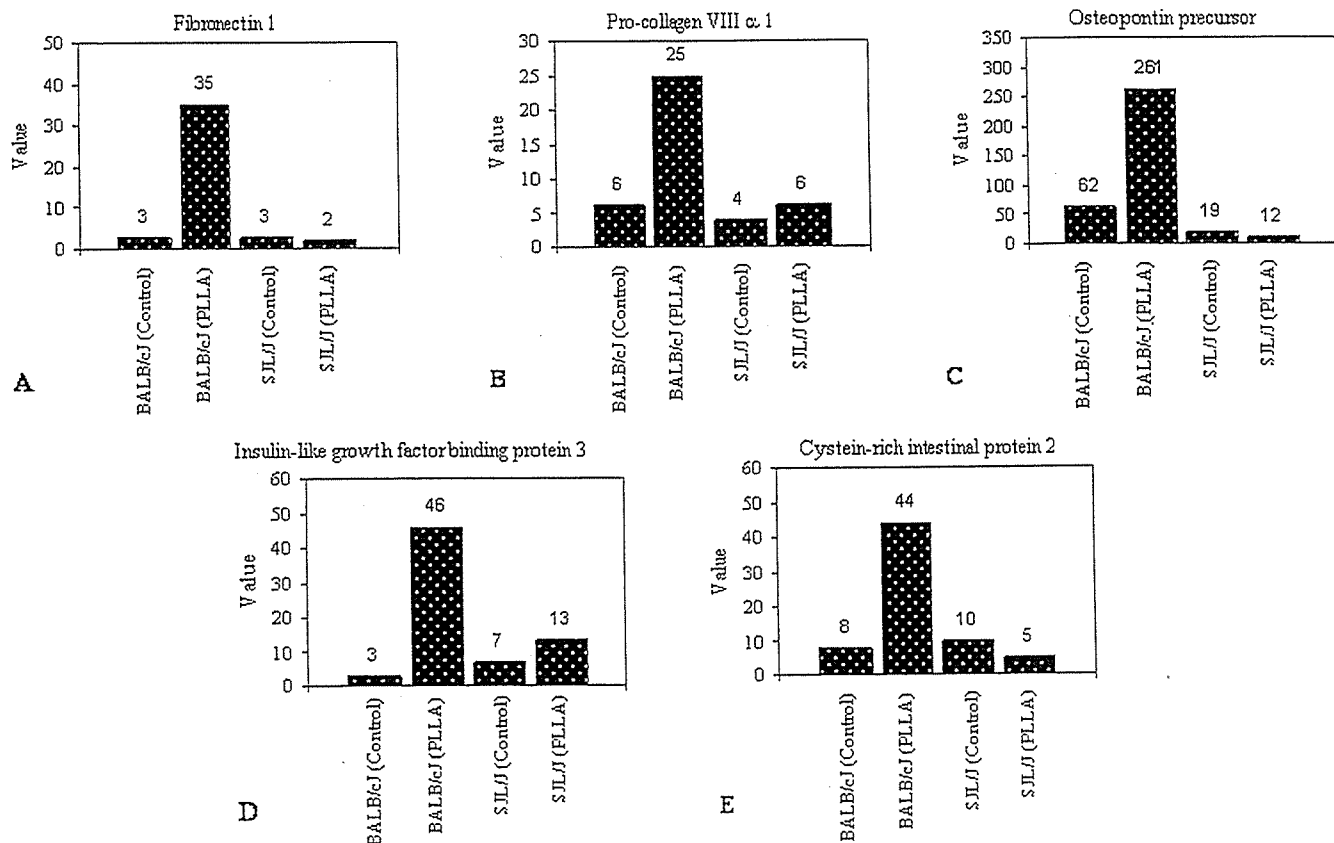 Fibronectin 1
50
40
30
20
10
0
Value
3
35
3
2
BALB/cJ (Control)
BALB/cJ (PLLA)
SJL/J (Control)
SJL/J (PLLA)
A
Pro-collagen VIII α 1
30
25
20
15
10
5
0
Value
6
25
4
6
BALB/cJ (Control)
BALB/cJ (PLLA)
SJL/J (Control)
SJL/J (PLLA)
B
Osteopontin precursor
350
300
250
200
150
100
50
0
Value
62
261
19
12
BALB/cJ (Control)
BALB/cJ (PLLA)
SJL/J (Control)
SJL/J (PLLA)
C
Insulin-like growth factor binding protein 3
60
50
40
30
20
10
0
Value
3
46
7
13
BALB/cJ (Control)
BALB/cJ (PLLA)
SJL/J (Control)
SJL/J (PLLA)
D
Cystein-rich intestinal protein 2
60
50
40
30
20
10
0
Value
8
44
10
5
BALB/cJ (Control)
BALB/cJ (PLLA)
SJL/J (Control)
SJL/J (PLLA)
E